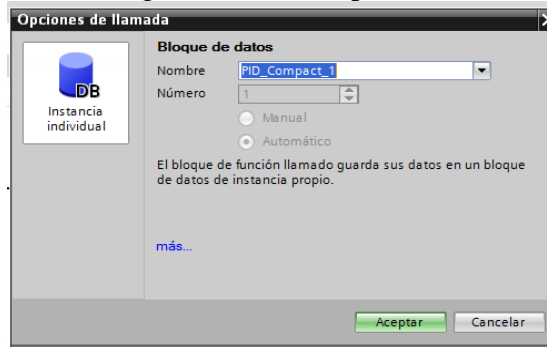 Opciones de llamada
DB
Instancia
individual
Bloque de datos
Nombre PID_Compact_1
Número 1
Manual
Automático
El bloque de función llamado guarda sus datos en un bloque
de datos de instancia propio.
más...
Aceptar Cancelar